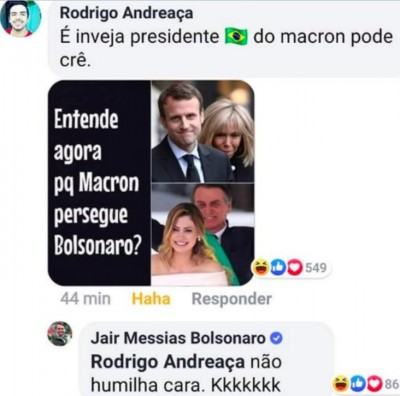 Rodrigo Andreaça
É inveja presidente 🇧🇷 do macron pode
crê.
Entende
agora
pq Macron
persegue
Bolsonaro?
549
44 min Haha Responder
Jair Messias Bolsonaro
Rodrigo Andreaça não
humilha cara. Kkkkkkk
86